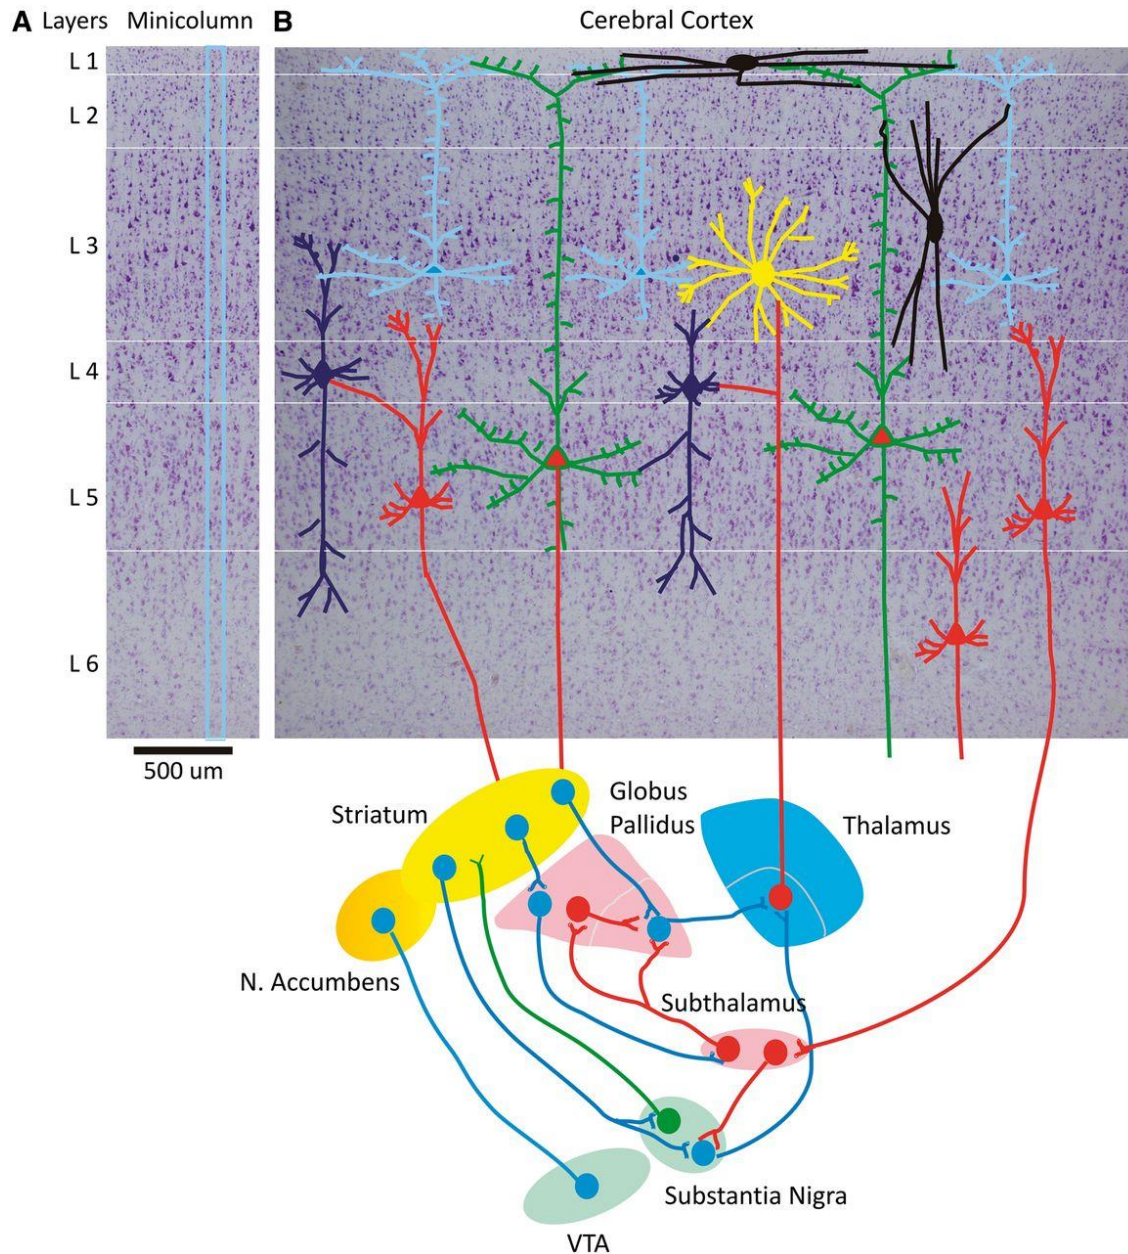 A Layers Minicolumn B Cerebral Cortex
L 1
L 2
L 3
L 4
L 5
L 6
500 um
Striatum
Globus
Pallidus
Thalamus
N. Accumbens
Subthalamus
Substantia Nigra
VTA